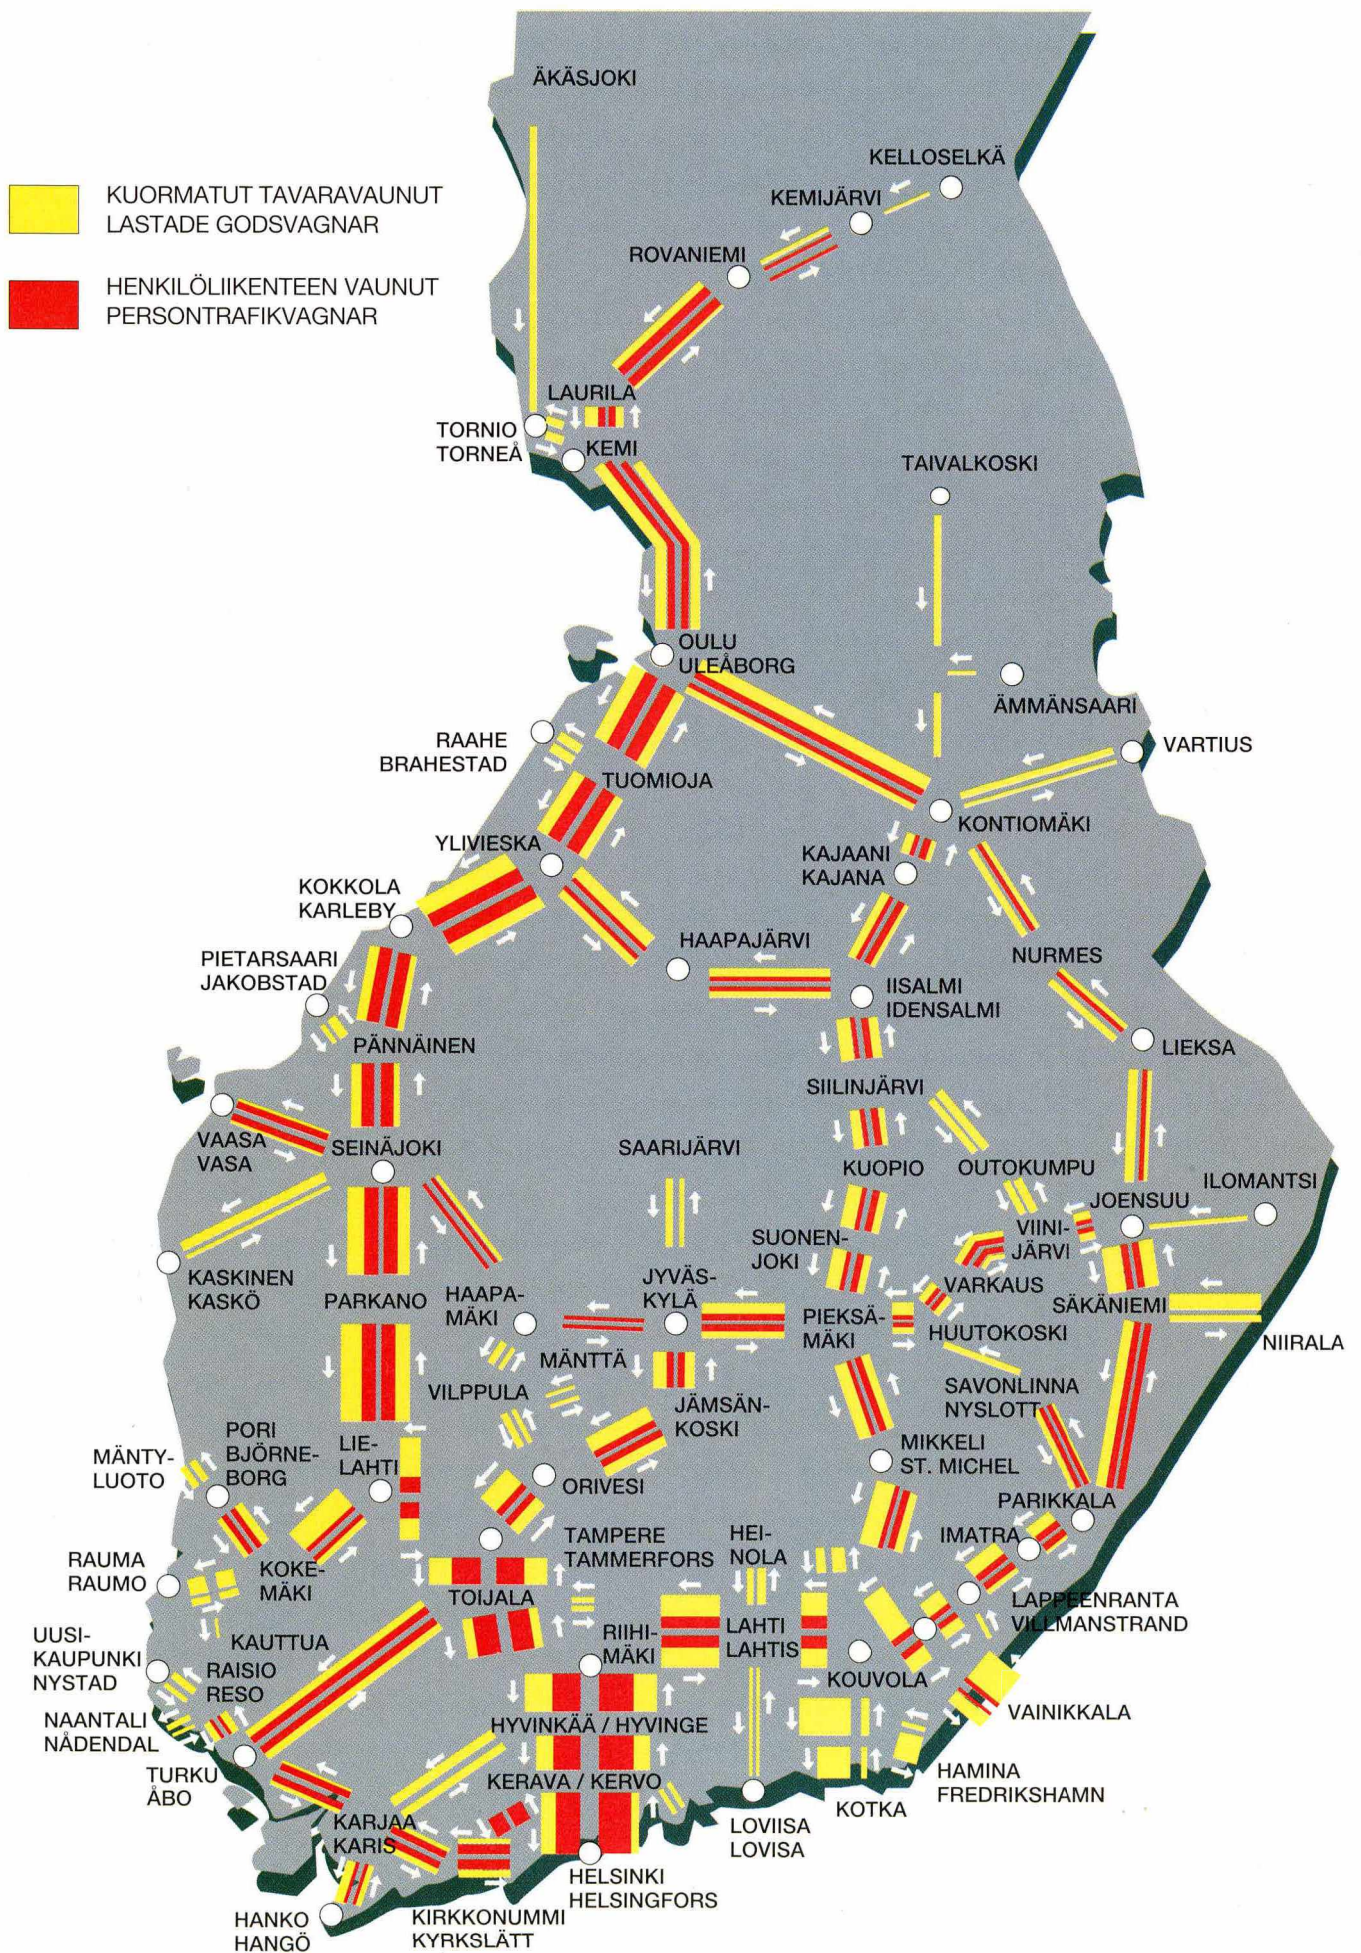 ÄKÄSJOKI
KELLOSELKÄ
KUORMATUT TAVARAVAUNUT
LASTADE GODSVAGNAR
KEMIJÄRVI
ROVANIEMI
HENKILÖLIIKENTEEN VAUNUT
PERSONTRAFIKVAGNAR
LAURILA
TORNIO
TORNEÅ
KEMI
TAIVALKOSKI
OULU
ULEÅBORG
ÄMMÄNSAARI
RAAHE
BRAHESTAD
VARTIUS
TUOMIOJA
KONTIOMÄKI
YLIVIESKA
KAJAANI
KAJANA
KOKKOLA
KARLEBY
HAAPAJÄRVI
NURMES
PIETARSAARI
JAKOBSTAD
IISALMI
IDENSALMI
PÄNNÄINEN
LIEKSA
SIILINJÄRVI
VAASA
VASA
SEINÄJOKI
SAARIJÄRVI
KUOPIO
OUTOKUMPU
ILOMANTSI
JOENSUU
VIINI-
JÄRVI
SUONEN-
JOKI
KASKINEN
KASKÖ
JYVÄS-
KYLÄ
VARKAUS
HAAPA-
MÄKI
PARKANO
SÄKÄNIEMI
PIEKSÄ-
MÄKI
HUUTOKOSKI
NIIRALA
MÄNTTÄ
VILPPULA
SAVONLINNA
NYSLOTT
JÄMSÄN-
KOSKI
PORI
BJÖRNE-
BORG
LIE-
LAHTI
MÄNTY-
LUOTO
MIKKELI
ST. MICHEL
ORIVESI
PARIKKALA
IMATRA
TAMPERE
TAMMERFORS
HEI-
NOLA
RAUMA
RAUMO
KOKE-
MÄKI
TOIJALA
LAPPEENRANTA
VILLMANSTRAND
LAHTI
LAHTIS
RIIHI-
MÄKI
UUSI-
KAUPUNKI
NYSTAD
KAUTTUA
RAISIO
RESO
KOUVOLA
VAINIKKALA
NAANTALI
NÅDENDAL
HYVINKÄÄ / HYVINGE
TURKU
ÅBO
KERAVA / KERVO
HAMINA
FREDRIKSHAMN
KOTKA
LOVIISA
LOVISA
KARJAA
KARIS
HELSINKI
HELSINGFORS
HANKO
HANGÖ
KIRKKONUMMI
KYRKSLÄTT